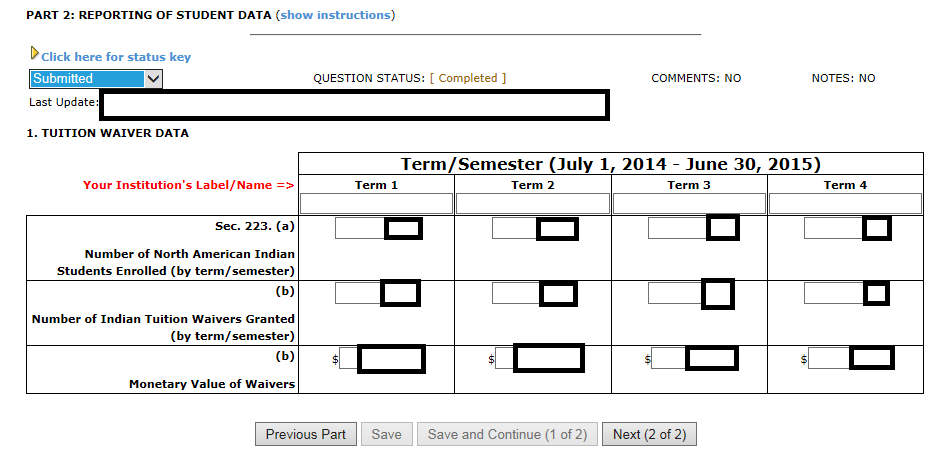 PART 2: REPORTING OF STUDENT DATA (show instructions)
Click here for status key
Submitted
QUESTION STATUS: [ Completed ]
COMMENTS: NO
NOTES: NO
Last Update:
1. TUITION WAIVER DATA
Term/Semester (July 1, 2014 - June 30, 2015)
Your Institution's Label/Name =>
Term 1
Term 2
Term 3
Term 4
Sec. 223. (a)
Number of North American Indian
Students Enrolled (by term/semester)
(b)
Number of Indian Tuition Waivers Granted
(by term/semester)
(b)
$
$
$
$
Monetary Value of Waivers
Previous Part
Save
Save and Continue (1 of 2)
Next (2 of 2)